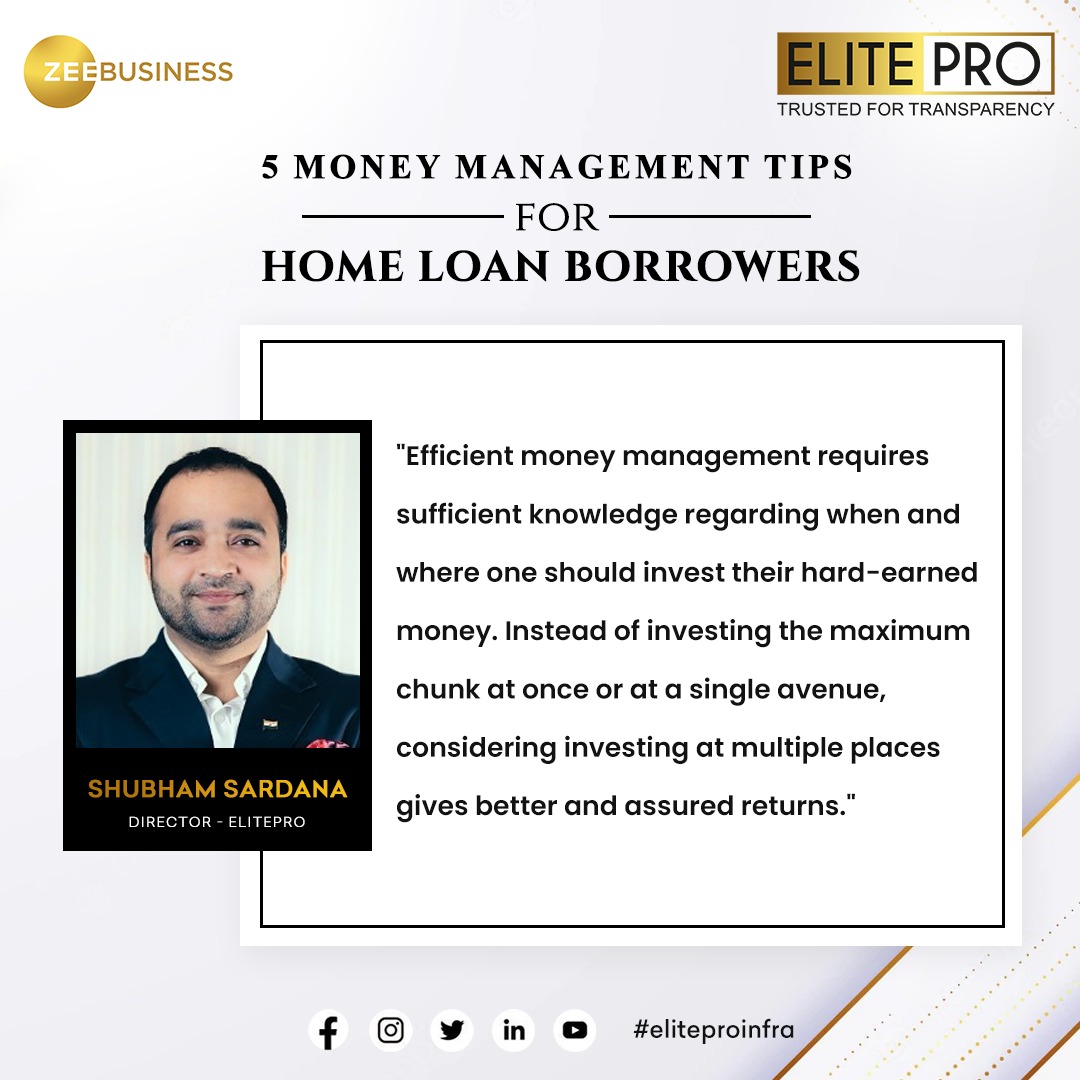 ZEEBUSINESS
ELITE PRO
TRUSTED FOR TRANSPARENCY
5 MONEY MANAGEMENT TIPS
FOR
HOME LOAN BORROWERS
"Efficient money management requires
sufficient knowledge regarding when and
where one should invest their hard-earned
money. Instead of investing the maximum
chunk at once or at a single avenue,
considering investing at multiple places
gives better and assured returns."
SHUBHAM SARDANA
DIRECTOR - ELITEPRO
#eliteproinfra